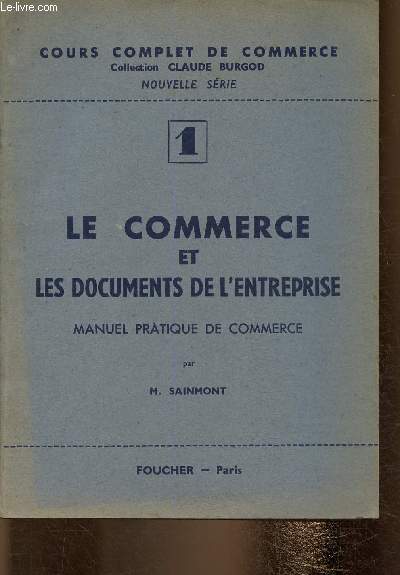 Le-livre.com
COURS COMPLET DE COMMERCE
Collection CLAUDE BURGOD
NOUVELLE SÉRIE
1
LE COMMERCE
ET
LES DOCUMENTS DE L'ENTREPRISE
MANUEL PRATIQUE DE COMMERCE
par
H. SAINMONT
FOUCHER — Paris